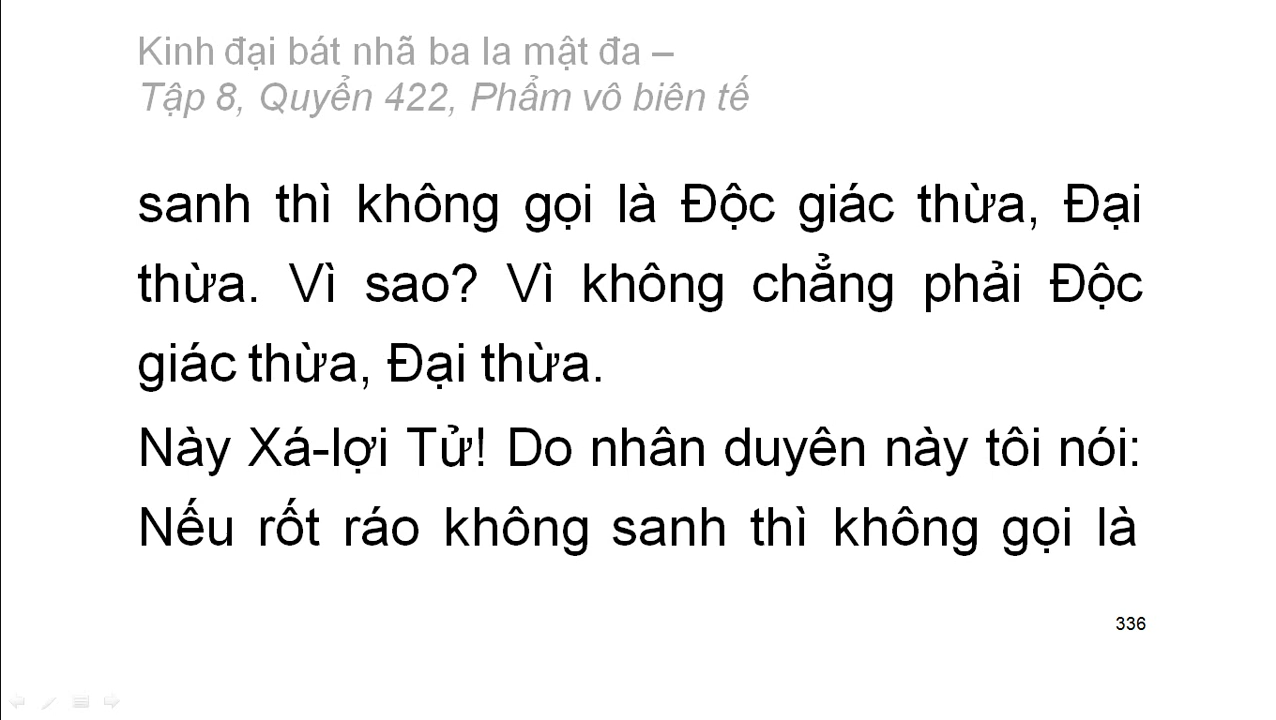 Kinh đại bát nhã ba la mật đa –
Tập 8, Quyển 422, Phẩm vô biên tế
sanh thì không gọi là Độc giác thừa, Đại
thừa. Vì sao? Vì không chẳng phải Độc
giác thừa, Đại thừa.
Này Xá-lợi Tử! Do nhân duyên này tôi nói:
Nếu rốt ráo không sanh thì không gọi là
336